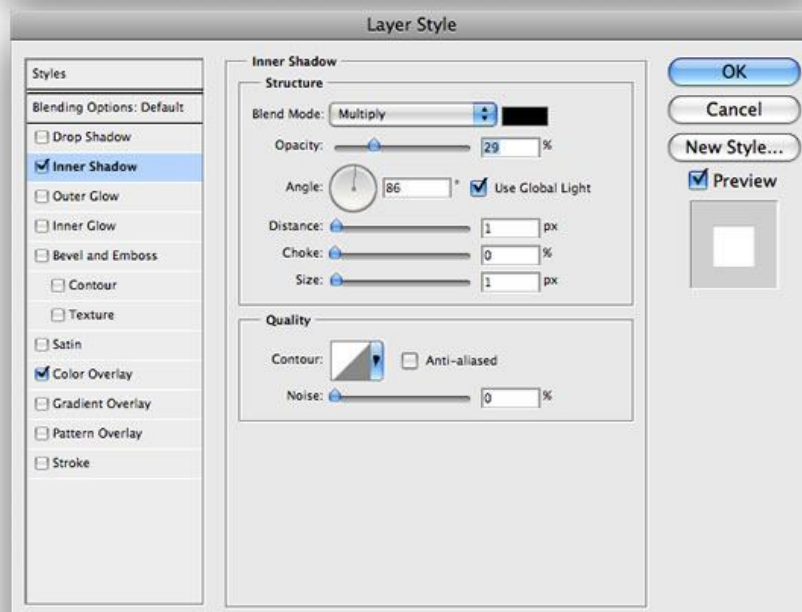 Layer Style
Styles
Blending Options: Default
Drop Shadow
Inner Shadow
Outer Glow
Inner Glow
Bevel and Emboss
Contour
Texture
Satin
Color Overlay
Gradient Overlay
Pattern Overlay
Stroke
Inner Shadow
Structure
Blend Mode: Multiply
Opacity: 29 %
Angle: 86 ° Use Global Light
Distance: 1 px
Choke: 0 %
Size: 1 px
Quality
Contour: Anti-aliased
Noise: 0 %
OK
Cancel
New Style...
Preview